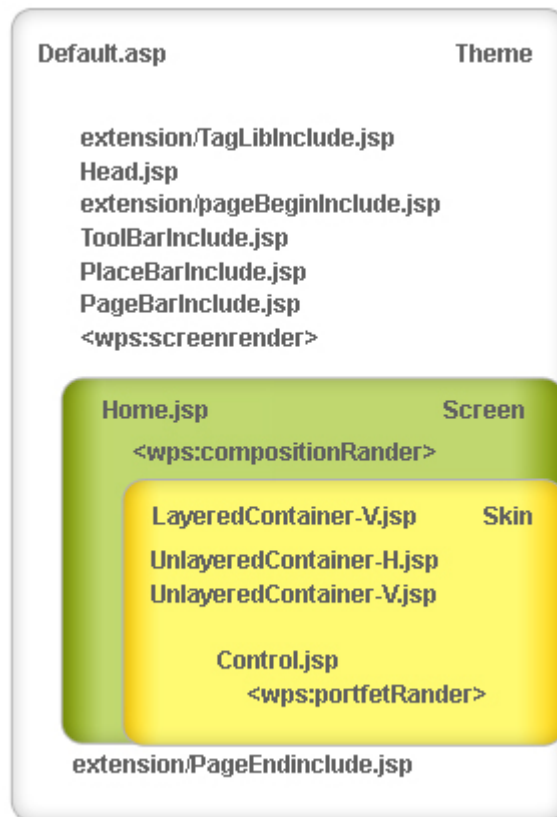 Default.asp Theme
extension/TagLibInclude.jsp
Head.jsp
extension/pageBeginInclude.jsp
ToolBarInclude.jsp
PlaceBarInclude.jsp
PageBarInclude.jsp
<wps:screenrender>
Home.jsp Screen
<wps:compositionRander>
LayeredContainer-V.jsp Skin
UnlayeredContainer-H.jsp
UnlayeredContainer-V.jsp
Control.jsp
<wps:portfetRander>
extension/PageEndinclude.jsp